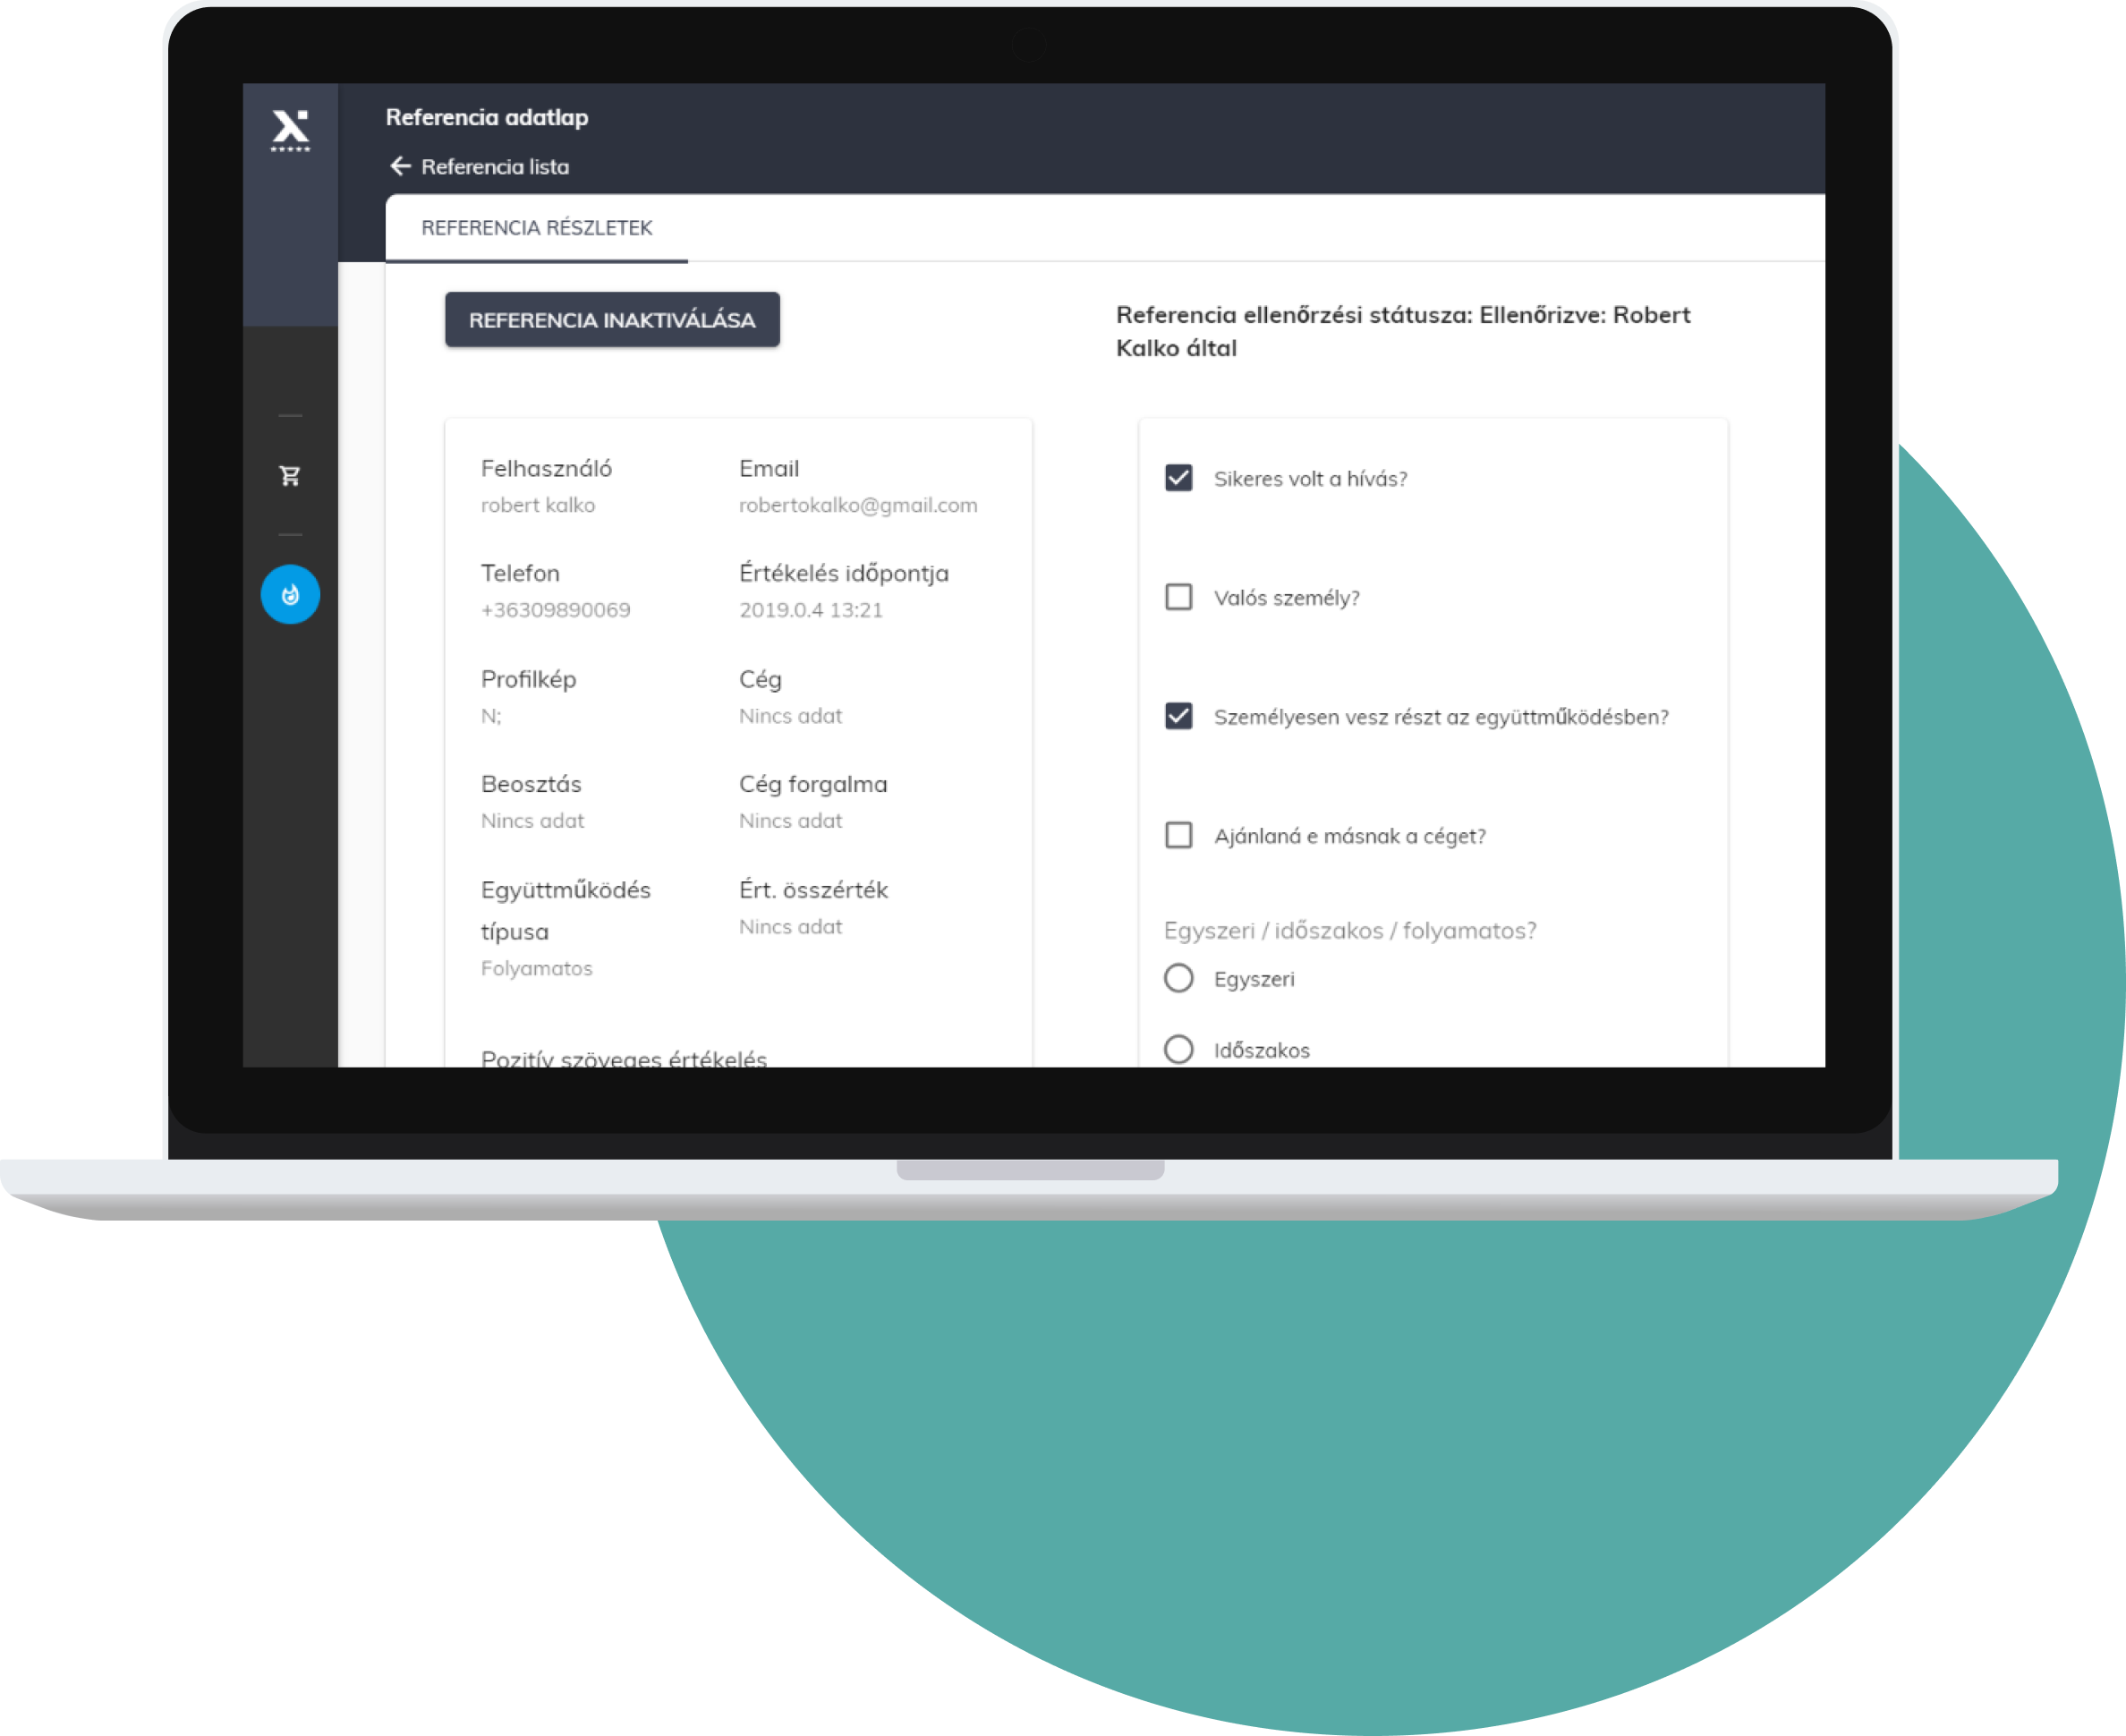 Referencia adatlap
Referencia lista
REFERENCIA RÉSZLETEK
REFERENCIA INAKTIVÁLÁSA
Referencia ellenőrzési státusza: Ellenőrizve: Robert
Kalko által
Felhasználó
robert kalko
Email
robertokalko@gmail.com
Telefon
+36309890069
Értékelés időpontja
2019.0.4 13:21
Profilkép
N;
Cég
Nincs adat
Beosztás
Nincs adat
Cég forgalma
Nincs adat
Együttműködés
típusa
Folyamatos
Ért. összérték
Nincs adat
Pozitív szöveges értékelés
Sikeres volt a hívás?
Valós személy?
Személyesen vesz részt az együttműködésben?
Ajánlaná e másnak a céget?
Egyszeri / időszakos / folyamatos?
Egyszeri
Időszakos